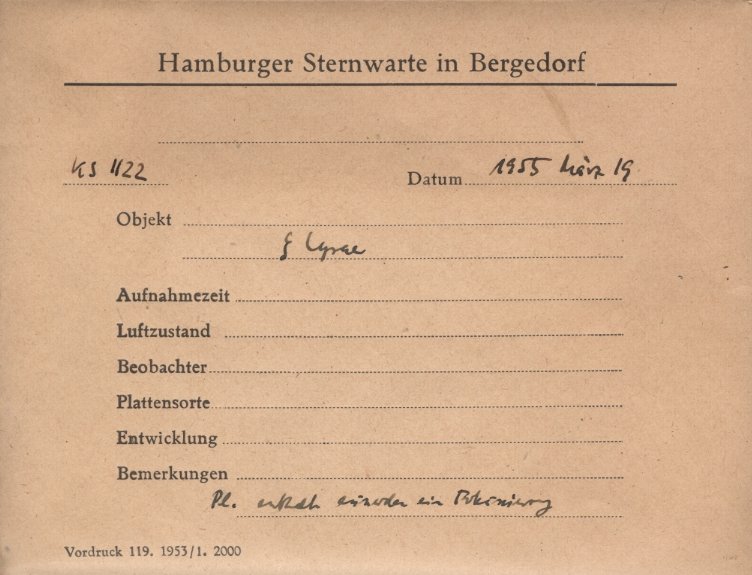 Hamburger Sternwarte in Bergedorf
KS 1122
Datum 1955 März 19
Objekt
Lyrae
Aufnahmezeit
Luftzustand
Beobachter
Plattensorte
Entwicklung
Bemerkungen
Pl. ein
Vordruck 119. 1953/1. 2000